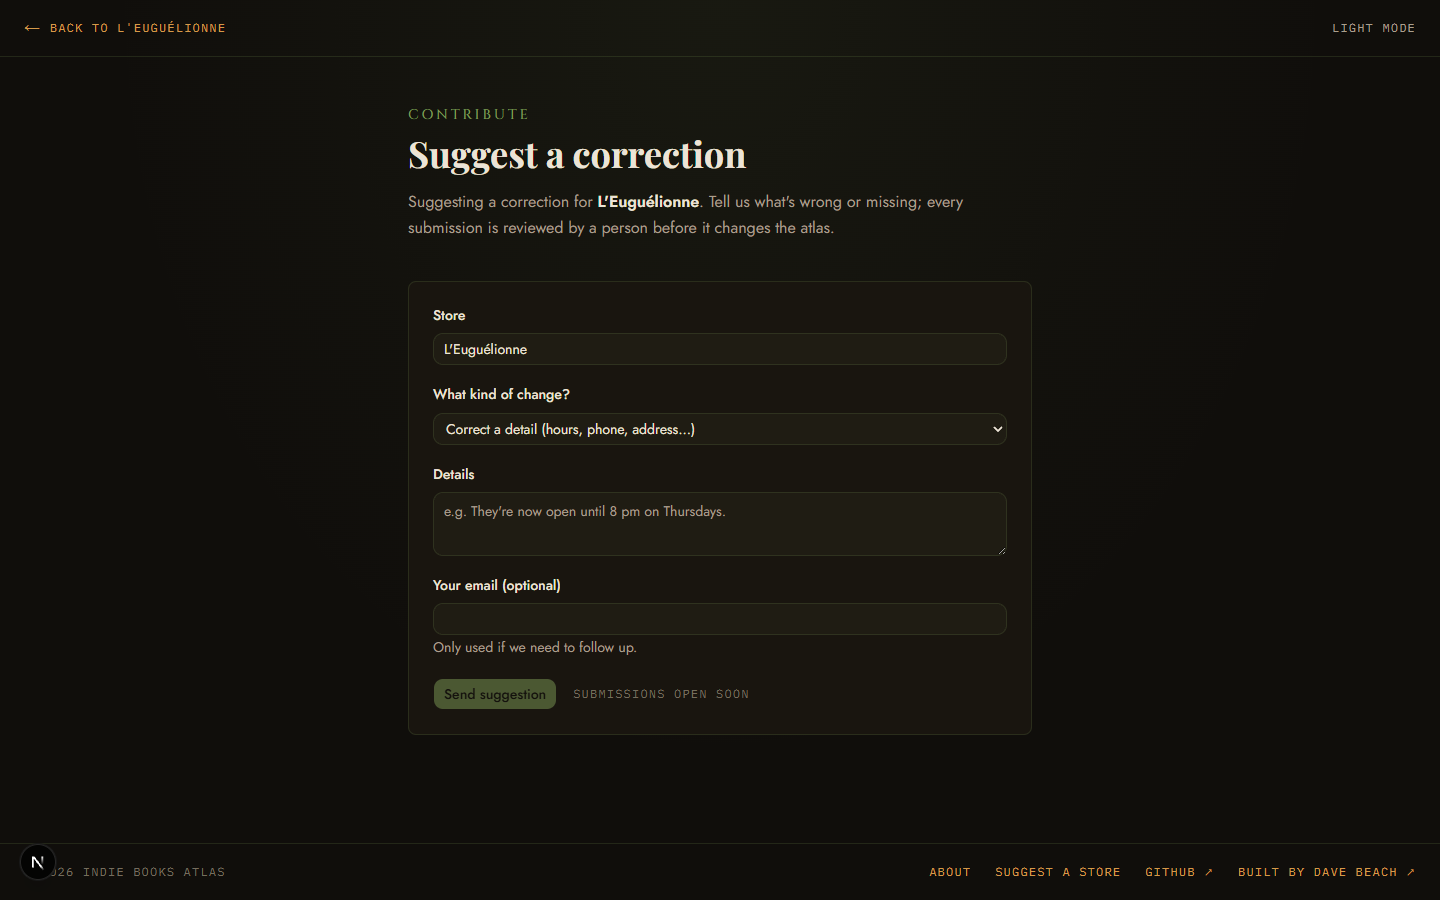 ← BACK TO L'EUGUÉLIONNE
LIGHT MODE
CONTRIBUTE
Suggest a correction
Suggesting a correction for L'Euguélionne. Tell us what's wrong or missing; every
submission is reviewed by a person before it changes the atlas.
Store
L'Euguélionne
What kind of change?
Correct a detail (hours, phone, address...)
Details
e.g. They're now open until 8 pm on Thursdays.
Your email (optional)
Only used if we need to follow up.
Send suggestion
SUBMISSIONS OPEN SOON
N
26 INDIE BOOKS ATLAS
ABOUT
SUGGEST A STORE
GITHUB ↗
BUILT BY DAVE BEACH ↗